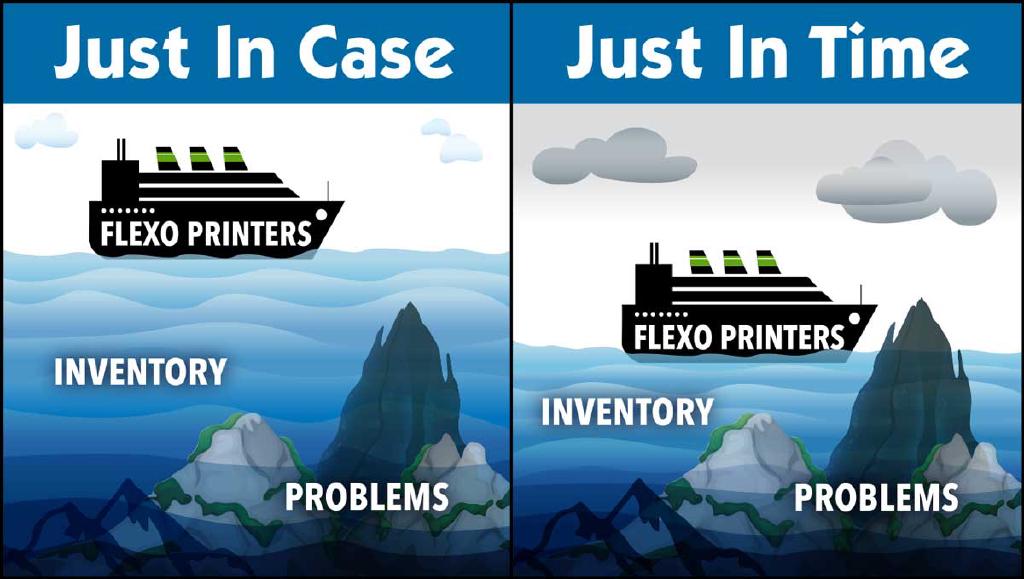 Just In Case
FLEXO PRINTERS
INVENTORY
PROBLEMS
Just In Time
FLEXO PRINTERS
INVENTORY
PROBLEMS